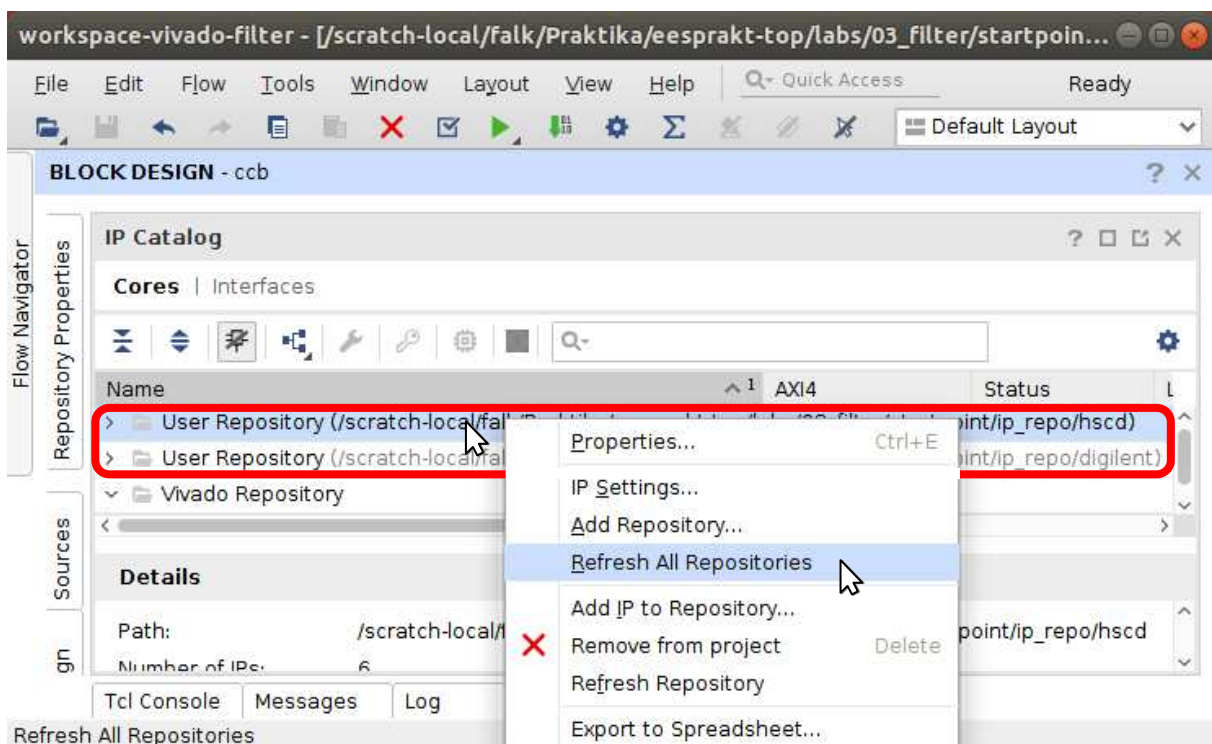 workspace-vivado-filter - [/scratch-local/falk/Praktika/eesprakt-top/labs/03_filter/startpoin...
File Edit Flow Tools Window Layout View Help Q- Quick Access Ready
Default Layout
BLOCK DESIGN - ccb ? ×
Flow Navigator
Repository Properties
Sources
gn
IP Catalog ?
Cores | Interfaces
Q-
Name 1 AXI4 Status L
User Repository (/scratch-local/fal int/ip_repo/hscd)
User Repository (/scratch-local/fal int/ip_repo/digilent)
Vivado Repository
Details
Path: /scratch-local/f point/ip_repo/hscd
Number of IPs: 6
Properties... Ctrl+E
IP Settings...
Add Repository...
Refresh All Repositories
Add IP to Repository...
Remove from project Delete
Refresh Repository
Export to Spreadsheet...
Tcl Console Messages Log
Refresh All Repositories